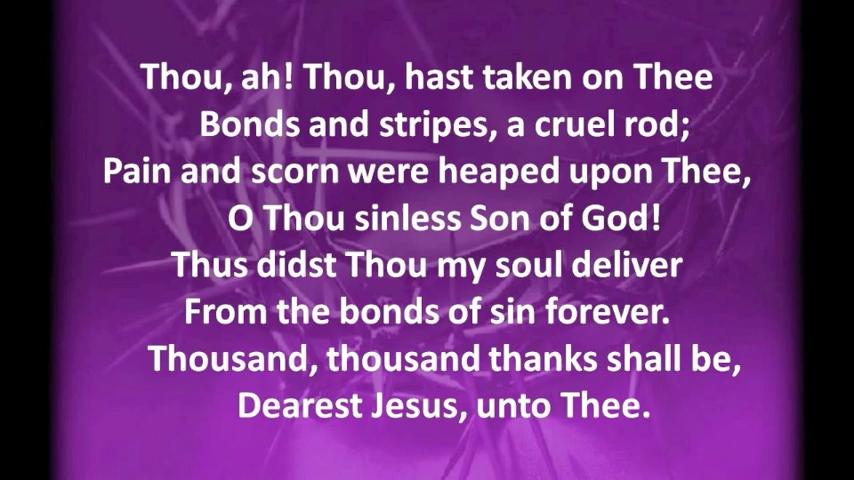 Thou, ah! Thou, hast taken on Thee
Bonds and stripes, a cruel rod;
Pain and scorn were heaped upon Thee,
O Thou sinless Son of God!
Thus didst Thou my soul deliver
From the bonds of sin forever.
Thousand, thousand thanks shall be,
Dearest Jesus, unto Thee.